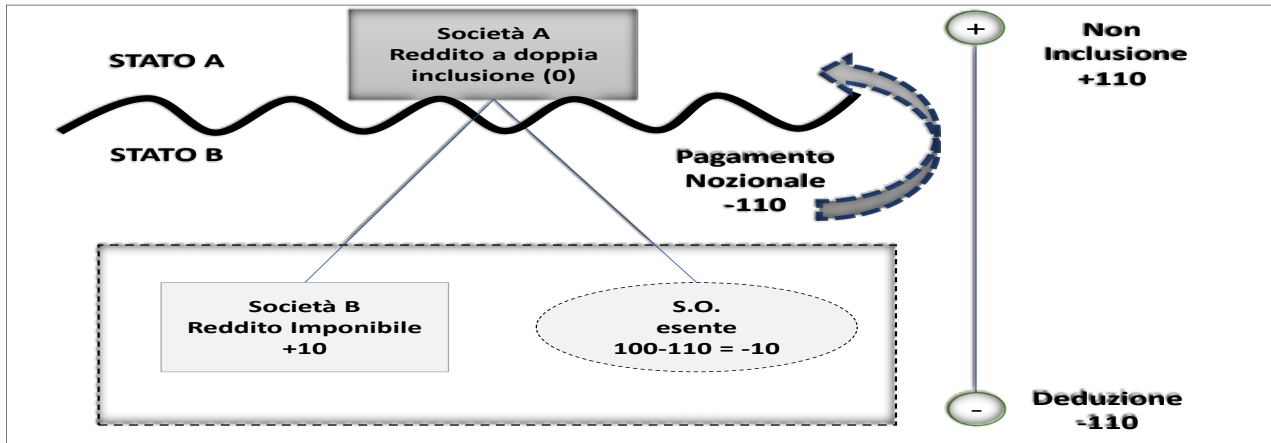 Società A
Reddito a doppia
inclusione (0)
STATO A
STATO B
+
Non
Inclusione
+110
Pagamento
Nozionale
-110
Società B
Reddito Imponibile
+10
S.O.
esente
100-110 = -10
-
Deduzione
-110